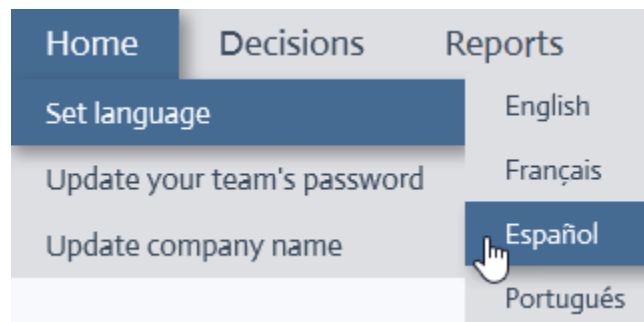 Home Decisions Reports
Set language
Update your team's password
Update company name
English
Français
Español
Portugués